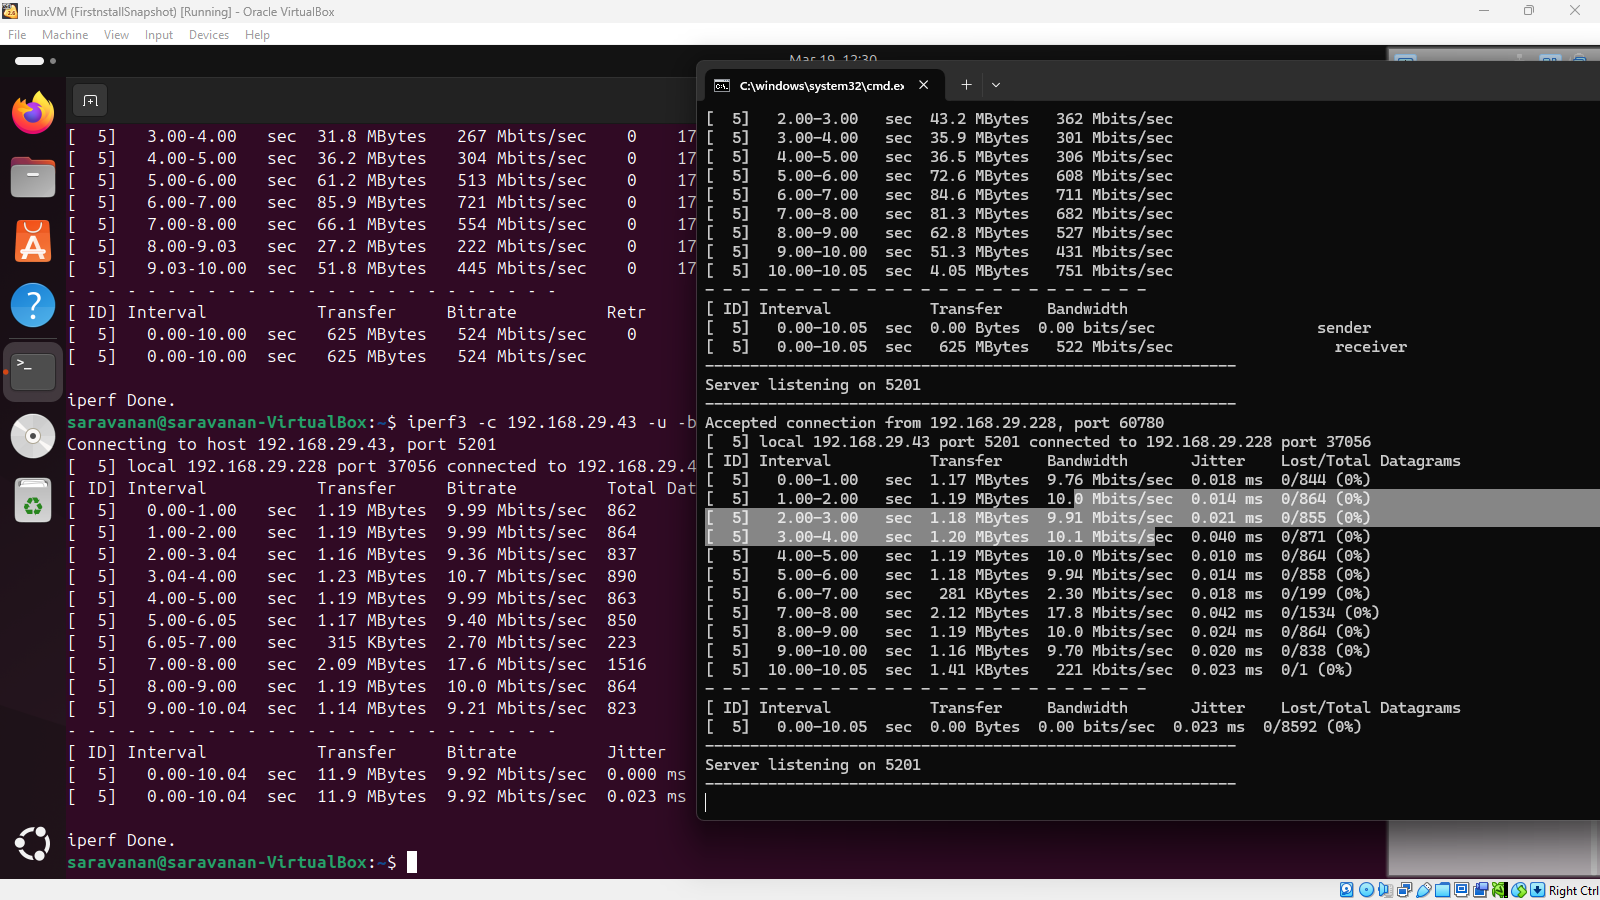 linuxVM (FirstnstallSnapshot) [Running] - Oracle VirtualBox
File Machine View Input Devices Help
Mar 19 12:30
[  5]   3.00-4.00   sec  31.8 MBytes   267 Mbits/sec    0    17
[  5]   4.00-5.00   sec  36.2 MBytes   304 Mbits/sec    0    17
[  5]   5.00-6.00   sec  61.2 MBytes   513 Mbits/sec    0    17
[  5]   6.00-7.00   sec  85.9 MBytes   721 Mbits/sec    0    17
[  5]   7.00-8.00   sec  66.1 MBytes   554 Mbits/sec    0    17
[  5]   8.00-9.03   sec  27.2 MBytes   222 Mbits/sec    0    17
[  5]   9.03-10.00  sec  51.8 MBytes   445 Mbits/sec    0    17
- - - - - - - - - - - - - - - - - - - - - - - - -
[ ID] Interval           Transfer     Bitrate         Retr
[  5]   0.00-10.00  sec   625 MBytes   524 Mbits/sec    0
[  5]   0.00-10.00  sec   625 MBytes   524 Mbits/sec
iperf Done.
saravanan@saravanan-VirtualBox:~$ iperf3 -c 192.168.29.43 -u -b
Connecting to host 192.168.29.43, port 5201
[  5] local 192.168.29.228 port 37056 connected to 192.168.29.4
[ ID] Interval           Transfer     Bitrate         Total Dat
[  5]   0.00-1.00   sec  1.19 MBytes  9.99 Mbits/sec  862
[  5]   1.00-2.00   sec  1.19 MBytes  9.99 Mbits/sec  864
[  5]   2.00-3.04   sec  1.16 MBytes  9.36 Mbits/sec  837
[  5]   3.04-4.00   sec  1.23 MBytes  10.7 Mbits/sec  890
[  5]   4.00-5.00   sec  1.19 MBytes  9.99 Mbits/sec  863
[  5]   5.00-6.05   sec  1.17 MBytes  9.40 Mbits/sec  850
[  5]   6.05-7.00   sec   315 KBytes  2.70 Mbits/sec  223
[  5]   7.00-8.00   sec  2.09 MBytes  17.6 Mbits/sec  1516
[  5]   8.00-9.00   sec  1.19 MBytes  10.0 Mbits/sec  864
[  5]   9.00-10.04  sec  1.14 MBytes  9.21 Mbits/sec  823
- - - - - - - - - - - - - - - - - - - - - - - - -
[ ID] Interval           Transfer     Bitrate         Jitter
[  5]   0.00-10.04  sec  11.9 MBytes  9.92 Mbits/sec  0.000 ms
[  5]   0.00-10.04  sec  11.9 MBytes  9.92 Mbits/sec  0.023 ms
iperf Done.
saravanan@saravanan-VirtualBox:~$
C:\windows\system32\cmd.ex
[  5]   2.00-3.00   sec  43.2 MBytes   362 Mbits/sec
[  5]   3.00-4.00   sec  35.9 MBytes   301 Mbits/sec
[  5]   4.00-5.00   sec  36.5 MBytes   306 Mbits/sec
[  5]   5.00-6.00   sec  72.6 MBytes   608 Mbits/sec
[  5]   6.00-7.00   sec  84.6 MBytes   711 Mbits/sec
[  5]   7.00-8.00   sec  81.3 MBytes   682 Mbits/sec
[  5]   8.00-9.00   sec  62.8 MBytes   527 Mbits/sec
[  5]   9.00-10.00  sec  51.3 MBytes   431 Mbits/sec
[  5]  10.00-10.05  sec  4.05 MBytes   751 Mbits/sec
- - - - - - - - - - - - - - - - - - - - - - - - -
[ ID] Interval           Transfer     Bandwidth
[  5]   0.00-10.05  sec  0.00 Bytes  0.00 bits/sec                  sender
[  5]   0.00-10.05  sec   625 MBytes   522 Mbits/sec                  receiver
-----------------------------------------------------------
Server listening on 5201
-----------------------------------------------------------
Accepted connection from 192.168.29.228, port 60780
[  5] local 192.168.29.43 port 5201 connected to 192.168.29.228 port 37056
[ ID] Interval           Transfer     Bandwidth       Jitter    Lost/Total Datagrams
[  5]   0.00-1.00   sec  1.17 MBytes  9.76 Mbits/sec  0.018 ms  0/844 (0%)
[  5]   1.00-2.00   sec  1.19 MBytes  10.0 Mbits/sec  0.014 ms  0/864 (0%)
[  5]   2.00-3.00   sec  1.18 MBytes  9.91 Mbits/sec  0.021 ms  0/855 (0%)
[  5]   3.00-4.00   sec  1.20 MBytes  10.1 Mbits/sec  0.040 ms  0/871 (0%)
[  5]   4.00-5.00   sec  1.19 MBytes  10.0 Mbits/sec  0.010 ms  0/864 (0%)
[  5]   5.00-6.00   sec  1.18 MBytes  9.94 Mbits/sec  0.014 ms  0/858 (0%)
[  5]   6.00-7.00   sec   281 KBytes  2.30 Mbits/sec  0.018 ms  0/199 (0%)
[  5]   7.00-8.00   sec  2.12 MBytes  17.8 Mbits/sec  0.042 ms  0/1534 (0%)
[  5]   8.00-9.00   sec  1.19 MBytes  10.0 Mbits/sec  0.024 ms  0/864 (0%)
[  5]   9.00-10.00  sec  1.16 MBytes  9.70 Mbits/sec  0.020 ms  0/838 (0%)
[  5]  10.00-10.05  sec  1.41 KBytes   221 Kbits/sec  0.023 ms  0/1 (0%)
- - - - - - - - - - - - - - - - - - - - - - - - -
[ ID] Interval           Transfer     Bandwidth       Jitter    Lost/Total Datagrams
[  5]   0.00-10.05  sec  0.00 Bytes  0.00 bits/sec  0.023 ms  0/8592 (0%)
-----------------------------------------------------------
Server listening on 5201
-----------------------------------------------------------
Right Ctrl